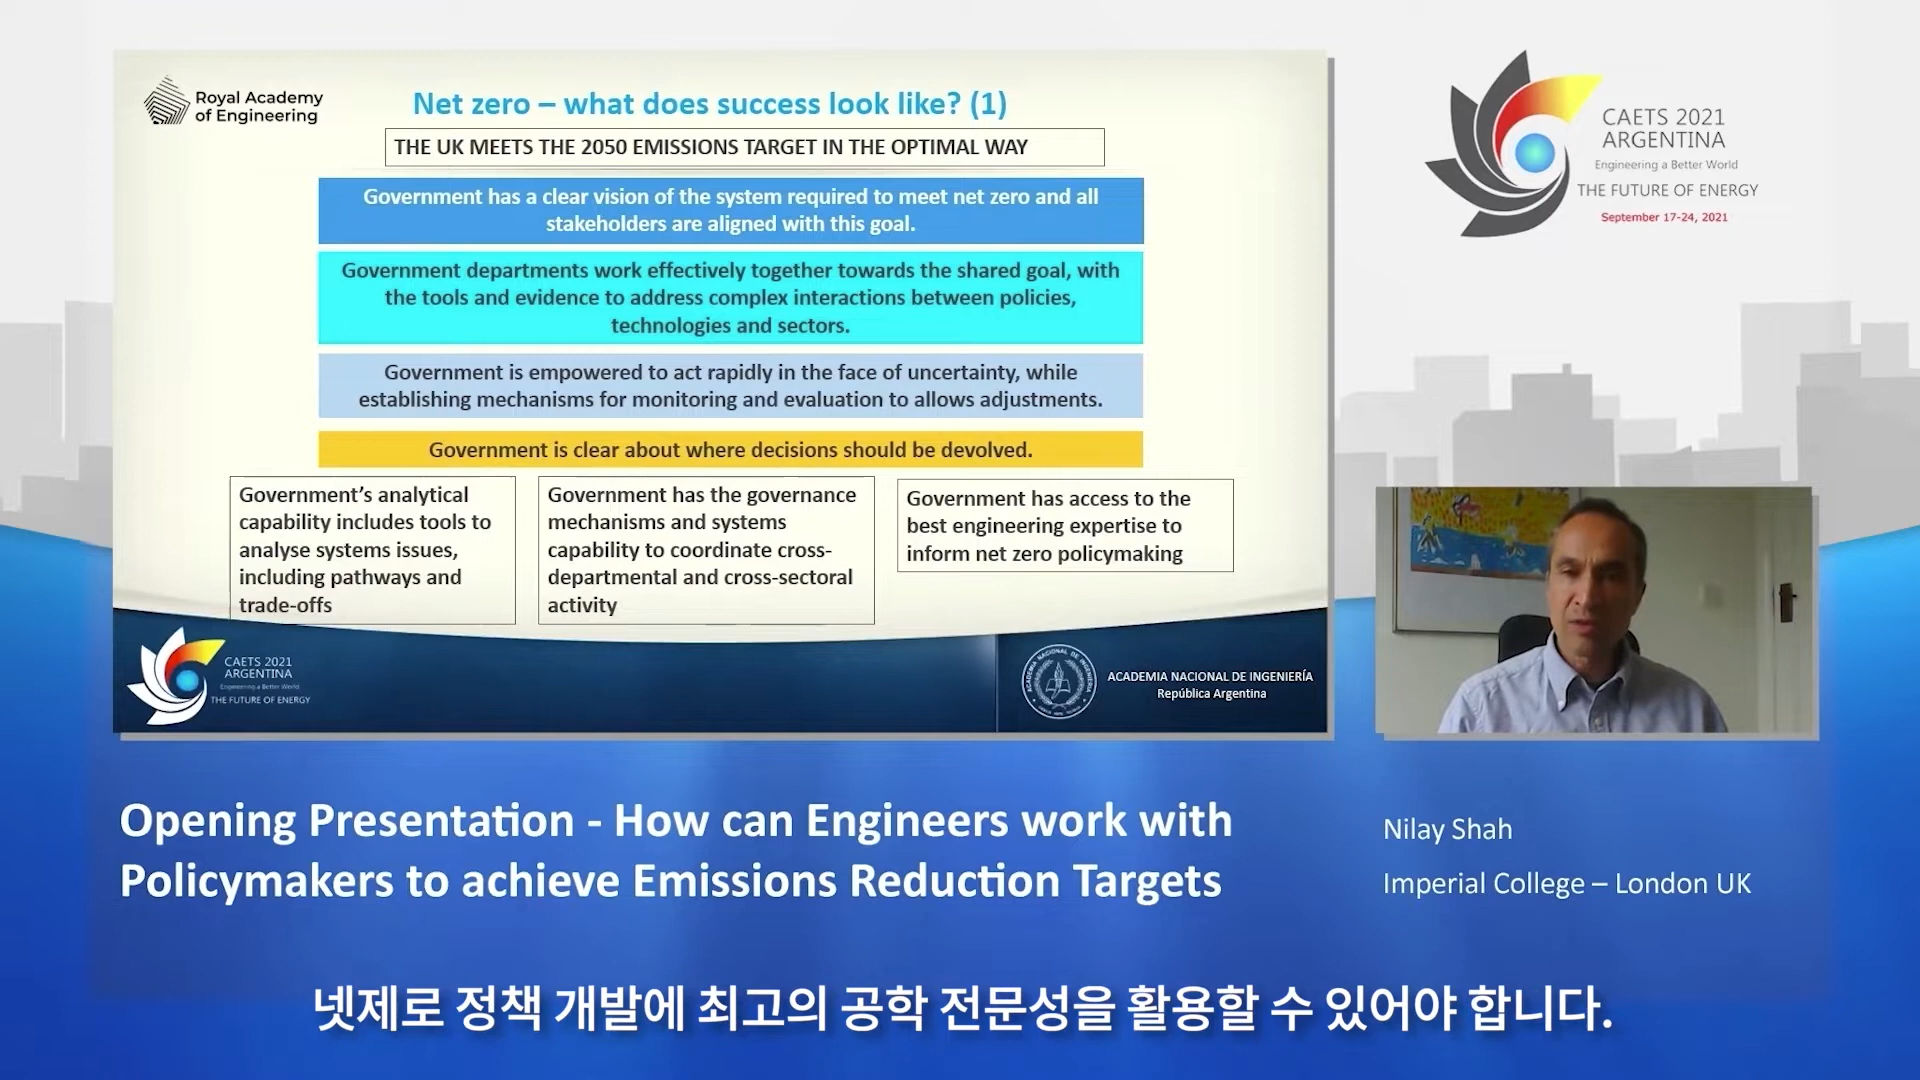 Royal Academy
of Engineering
Net zero – what does success look like? (1)
THE UK MEETS THE 2050 EMISSIONS TARGET IN THE OPTIMAL WAY
Government has a clear vision of the system required to meet net zero and all
stakeholders are aligned with this goal.
Government departments work effectively together towards the shared goal, with
the tools and evidence to address complex interactions between policies,
technologies and sectors.
Government is empowered to act rapidly in the face of uncertainty, while
establishing mechanisms for monitoring and evaluation to allows adjustments.
Government is clear about where decisions should be devolved.
Government’s analytical
capability includes tools to
analyse systems issues,
including pathways and
trade-offs
Government has the governance
mechanisms and systems
capability to coordinate cross-
departmental and cross-sectoral
activity
Government has access to the
best engineering expertise to
inform net zero policymaking
CAETS 2021
ARGENTINA
Engineering a Better World
THE FUTURE OF ENERGY
ACADEMIA NACIONAL DE INGENIERÍA
República Argentina
CAETS 2021
ARGENTINA
Engineering a Better World
THE FUTURE OF ENERGY
September 17-24, 2021
Opening Presentation - How can Engineers work with
Policymakers to achieve Emissions Reduction Targets
Nilay Shah
Imperial College – London UK
넷제로 정책 개발에 최고의 공학 전문성을 활용할 수 있어야 합니다.